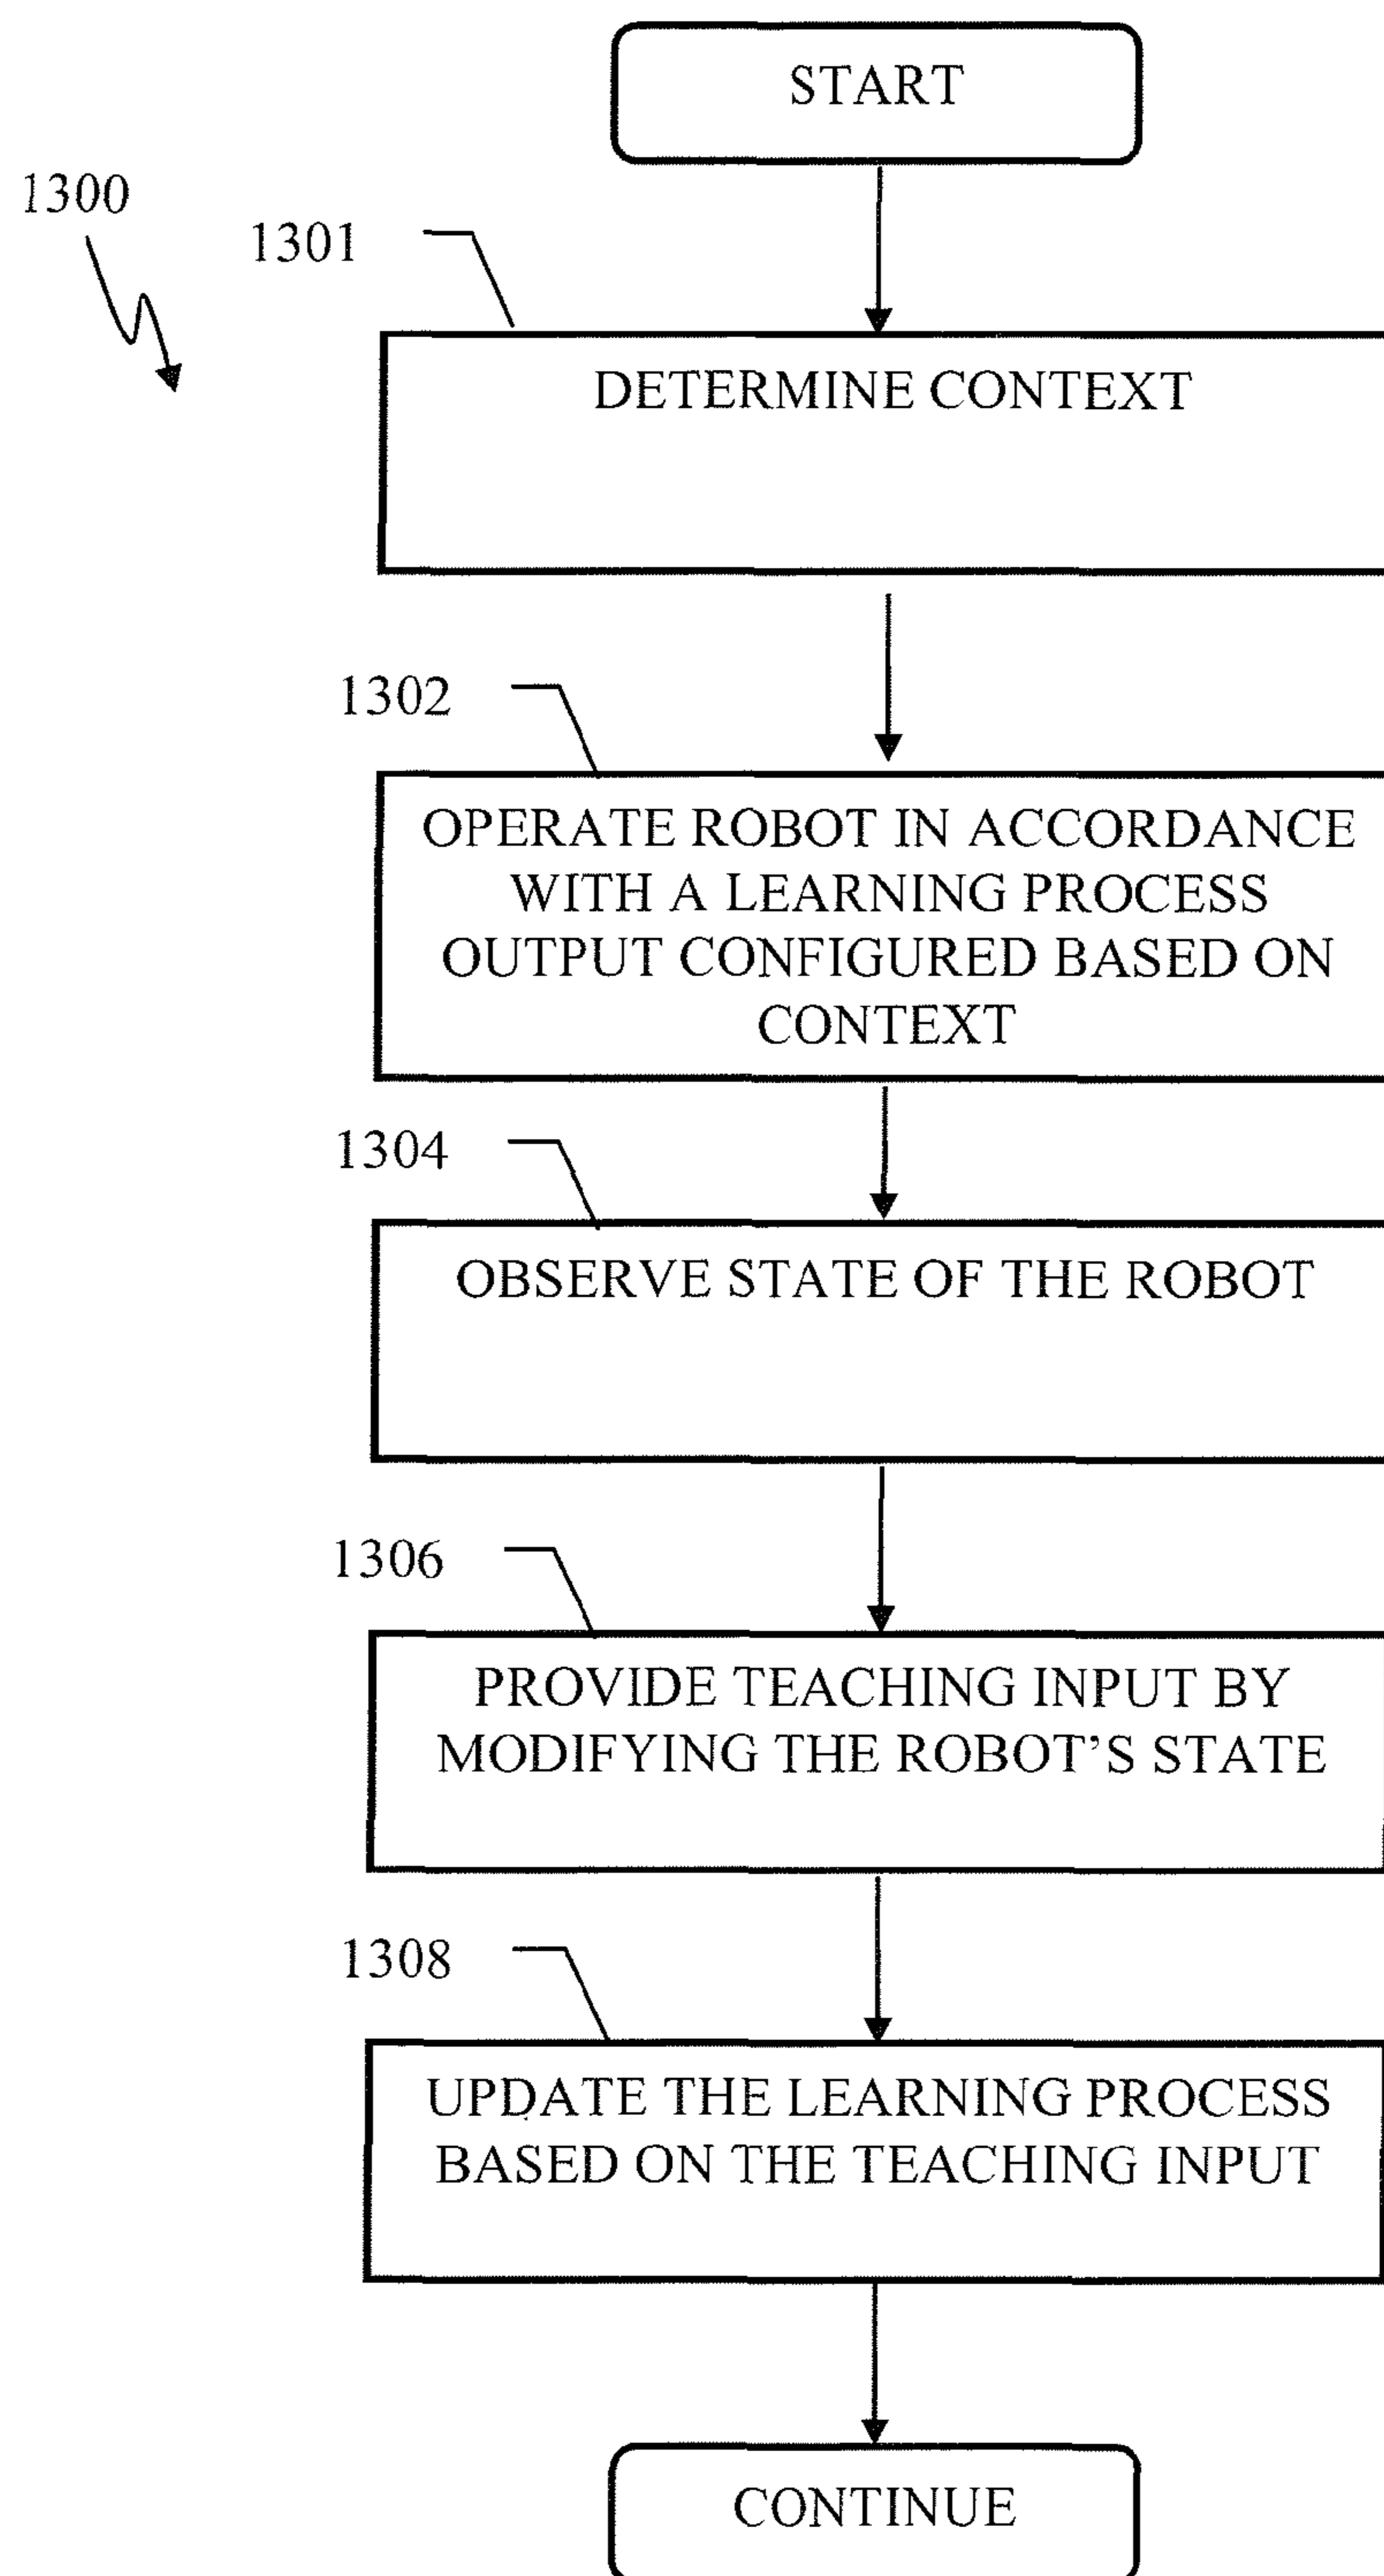 START
1300
1301
DETERMINE CONTEXT
1302
OPERATE ROBOT IN ACCORDANCE
WITH A LEARNING PROCESS
OUTPUT CONFIGURED BASED ON
CONTEXT
1304
OBSERVE STATE OF THE ROBOT
1306
PROVIDE TEACHING INPUT BY
MODIFYING THE ROBOT’S STATE
1308
UPDATE THE LEARNING PROCESS
BASED ON THE TEACHING INPUT
CONTINUE